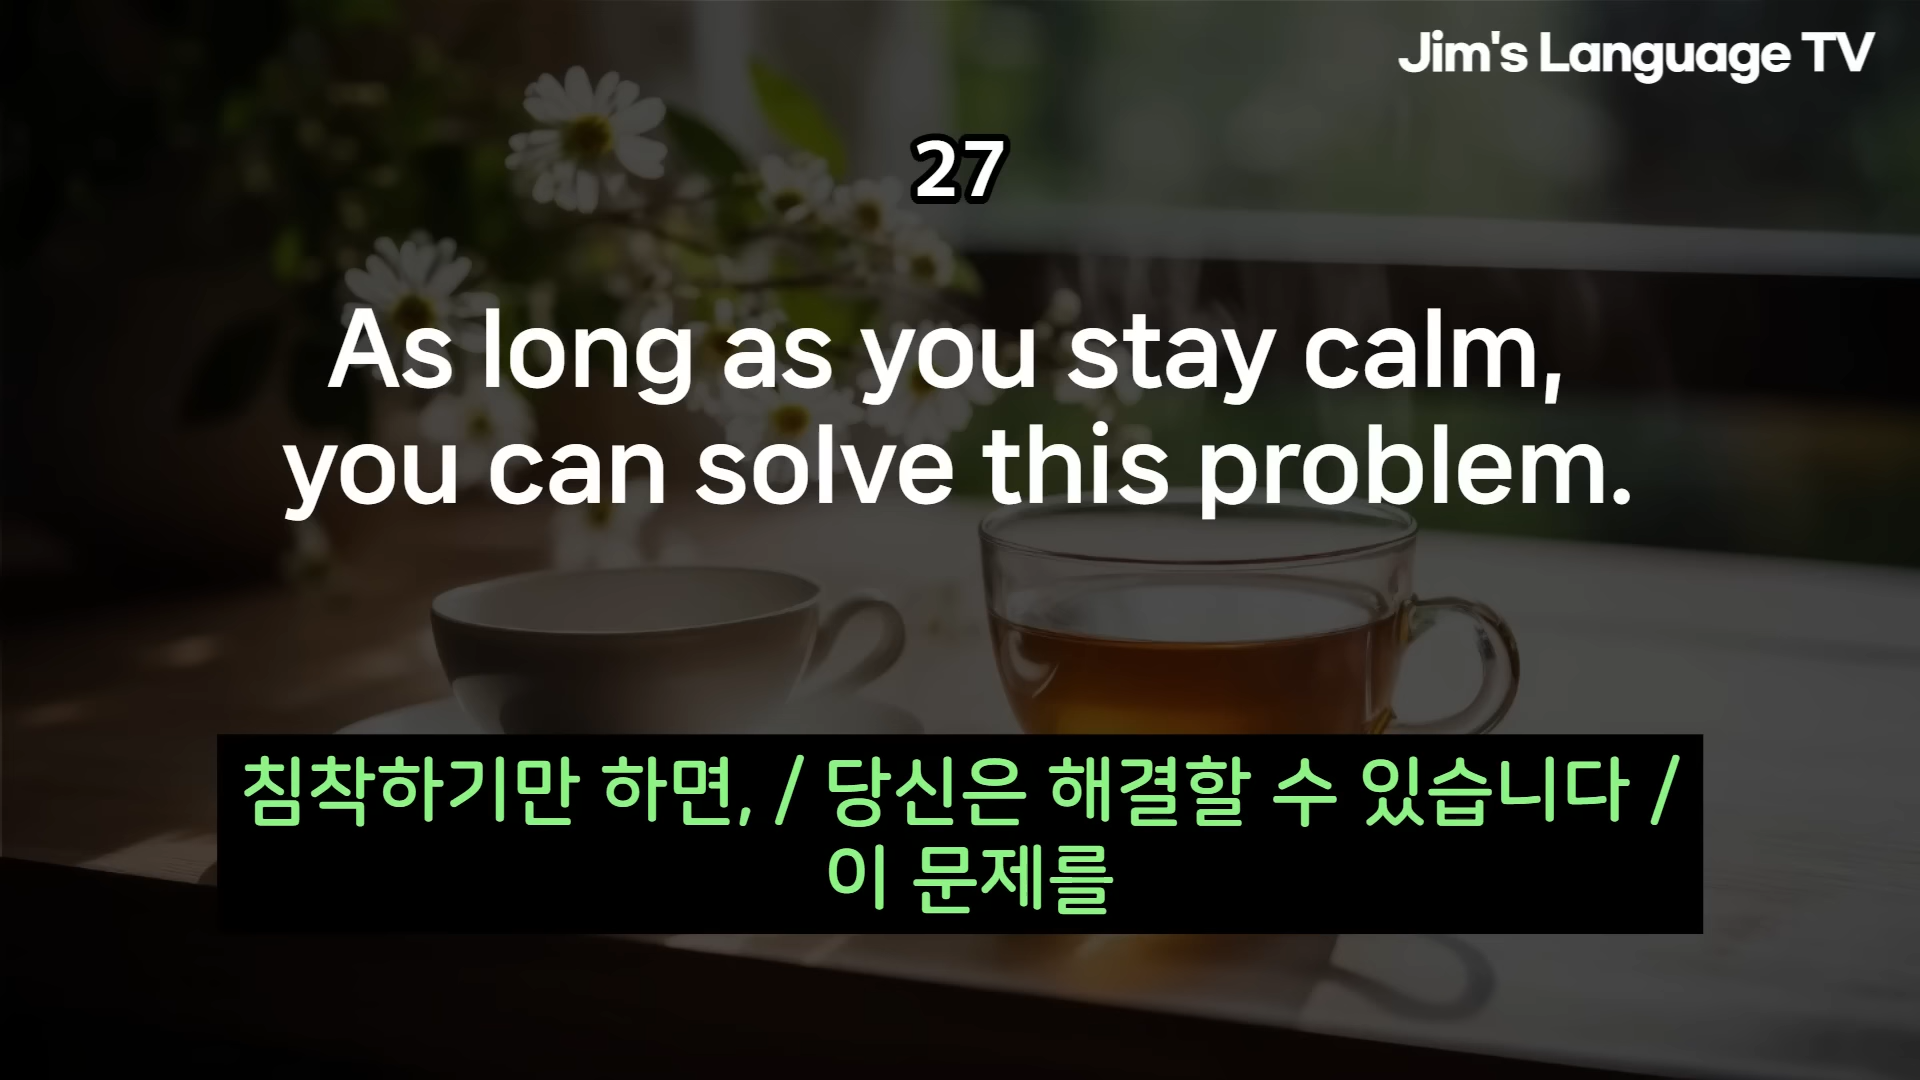 Jim's Language TV
27
As long as you stay calm,
you can solve this problem.
침착하기만 하면, / 당신은 해결할 수 있습니다 /
이 문제를